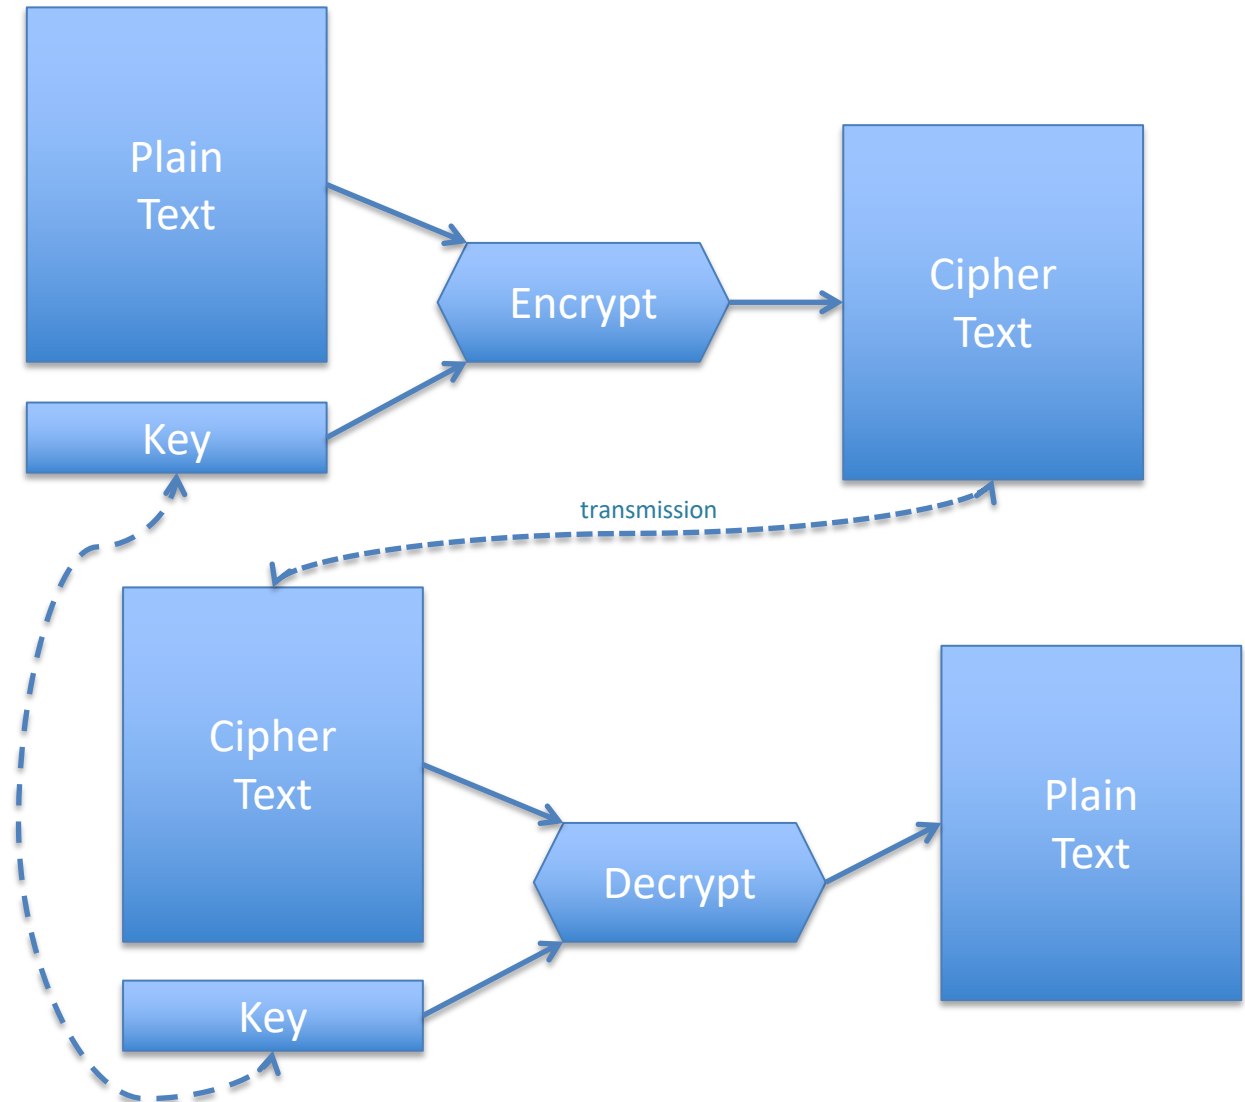 Plain
Text
Encrypt
Cipher
Text
Key
transmission
Cipher
Text
Plain
Text
Decrypt
Key